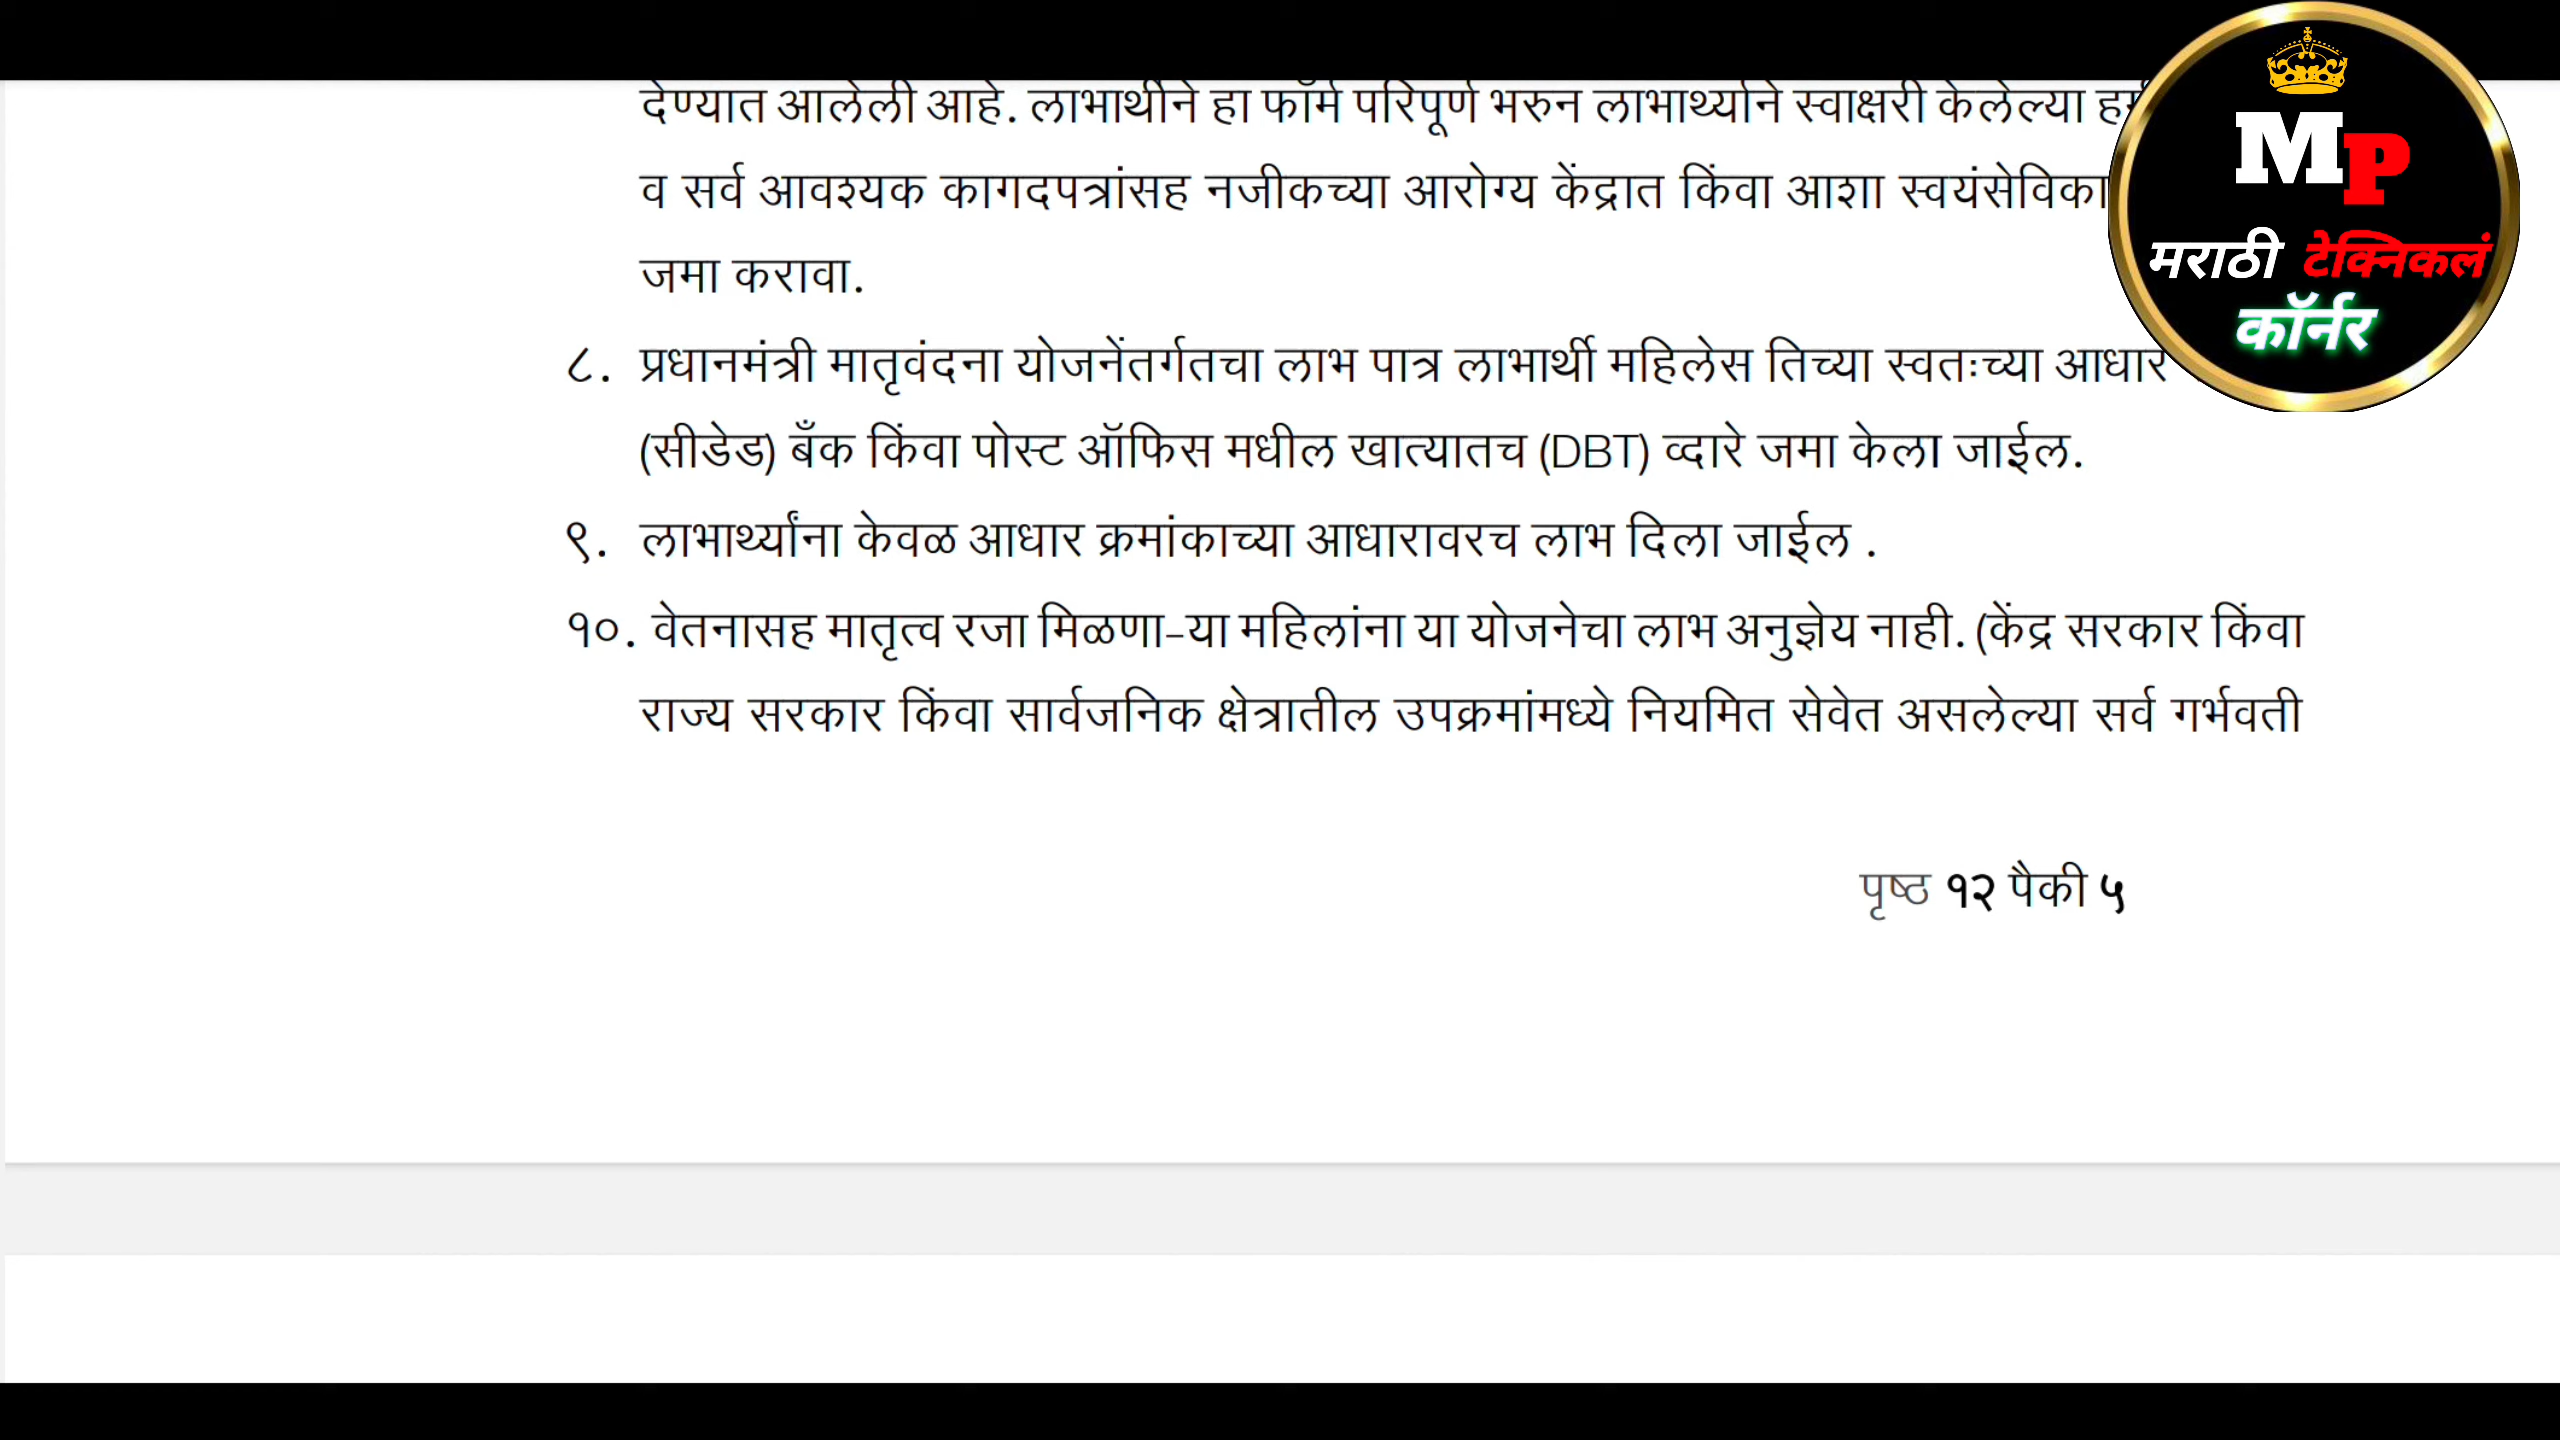 देण्यात आलेली आहे. लाभार्थीने हा फॉर्म परिपूर्ण भरुन लाभार्थ्याने स्वाक्षरी केलेल्या
व सर्व आवश्यक कागदपत्रांसह नजीकच्या आरोग्य केंद्रात किंवा आशा स्वयंसेविका
जमा करावा.
८. प्रधानमंत्री मातृवंदना योजनेंतर्गतचा लाभ पात्र लाभार्थी महिलेस तिच्या स्वतःच्या आधार
(सीडेड) बँक किंवा पोस्ट ऑफिस मधील खात्यातच (DBT) व्दारे जमा केला जाईल.
९. लाभार्थ्यांना केवळ आधार क्रमांकाच्या आधारावरच लाभ दिला जाईल .
१०. वेतनासह मातृत्व रजा मिळणा-या महिलांना या योजनेचा लाभ अनुज्ञेय नाही. (केंद्र सरकार किंवा
राज्य सरकार किंवा सार्वजनिक क्षेत्रातील उपक्रमांमध्ये नियमित सेवेत असलेल्या सर्व गर्भवती
पृष्ठ १२ पैकी ५
MP
मराठी टेक्निकलं
कॉर्नर